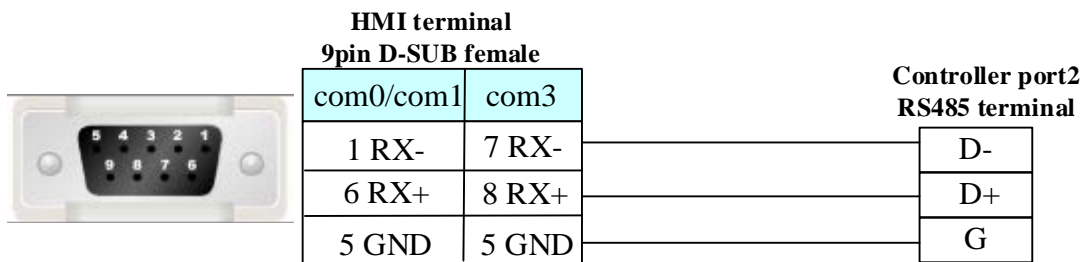 HMI terminal
9pin D-SUB female
Controller port2
RS485 terminal
com0/com1 com3
5 4 3 2 1
9 8 7 6
1 RX- 7 RX- D-
6 RX+ 8 RX+ D+
5 GND 5 GND G